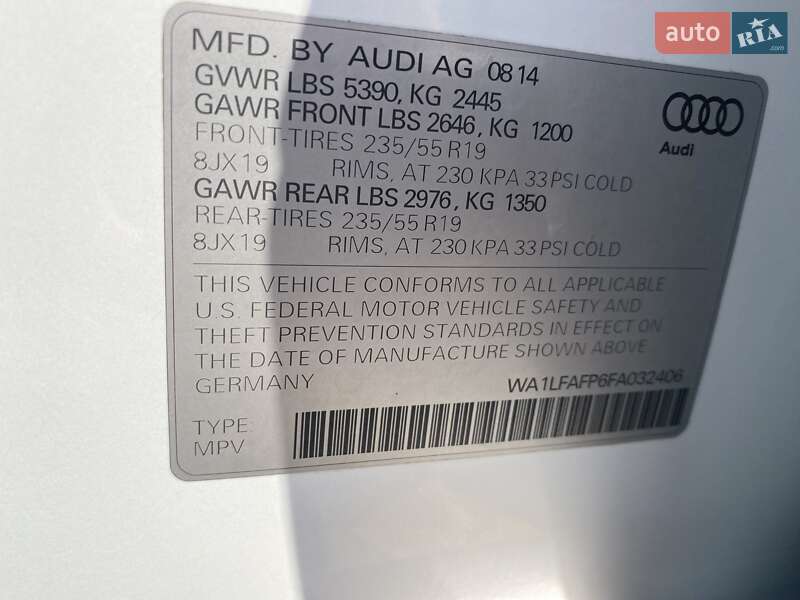 auto RIA
.com
MFD. BY AUDI AG 08 14
GVWR LBS 5390, KG 2445
GAWR FRONT LBS 2646, KG 1200
FRONT-TIRES 235/55 R19
8JX19 RIMS, AT 230 KPA 33 PSI COLD
GAWR REAR LBS 2976, KG 1350
REAR-TIRES 235/55 R19
8JX19 RIMS, AT 230 KPA 33 PSI COLD
Audi
THIS VEHICLE CONFORMS TO ALL APPLICABLE
U.S. FEDERAL MOTOR VEHICLE SAFETY AND
THEFT PREVENTION STANDARDS IN EFFECT ON
THE DATE OF MANUFACTURE SHOWN ABOVE
GERMANY WA1LFAFP6FA032406
TYPE:
MPV